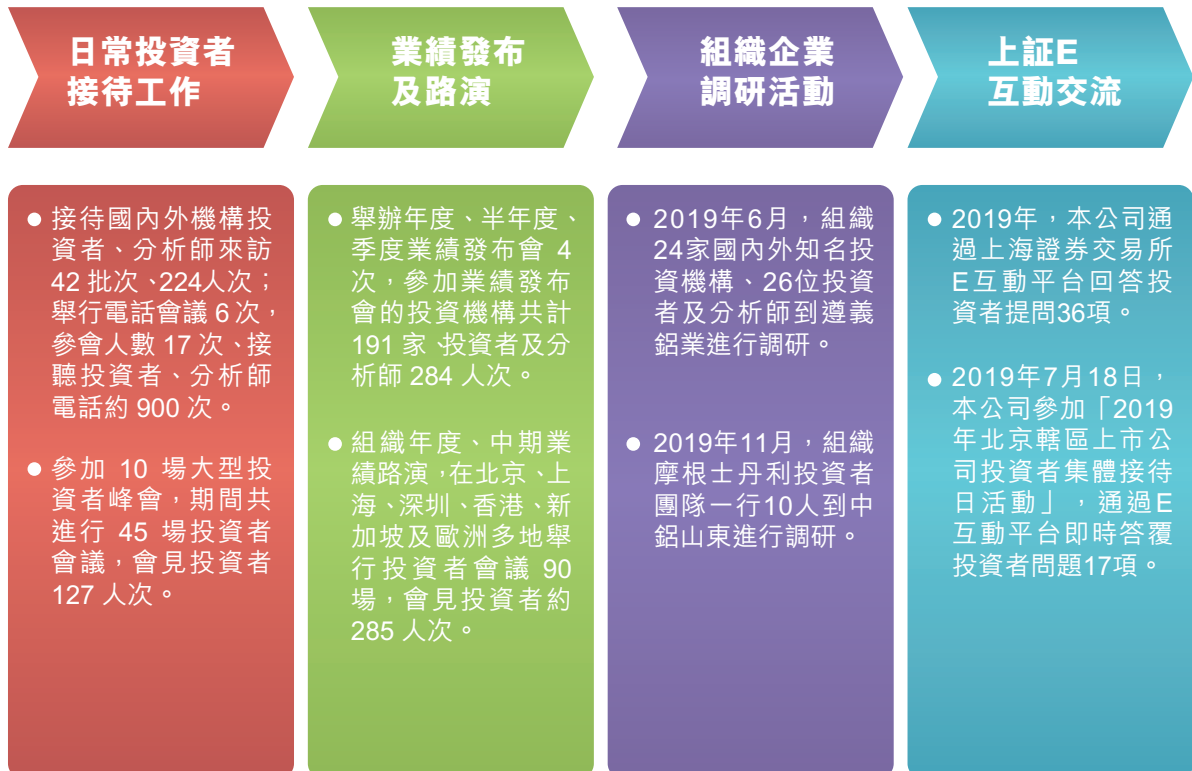 日常投資者
接待工作
業績發布
及路演
組織企業
調研活動
上証E
互動交流
● 接待國內外機構投
資者、分析師來訪
42 批次、224人次；
舉行電話會議 6 次，
參會人數 17 次、接
聽投資者、分析師
電話約 900 次。
● 參加 10 場大型投
資者峰會，期間共
進行 45 場投資者
會議，會見投資者
127 人次。
● 舉辦年度、半年度、
季度業績發布會 4
次，參加業績發布
會的投資機構共計
191 家、投資者及分
析師 284 人次。
● 組織年度、中期業
績路演，在北京、上
海、深圳、香港、新
加坡及歐洲多地舉
行投資者會議 90
場，會見投資者約
285 人次。
● 2019年6月，組織
24家國內外知名投
資機構、26位投資
者及分析師到遵義
鋁業進行調研。
● 2019年11月，組織
摩根士丹利投資者
團隊一行10人到中
鋁山東進行調研。
● 2019年，本公司通
過上海證券交易所
E互動平台回答投
資者提問36項。
● 2019年7月18日，
本公司參加「2019
年北京轄區上市公
司投資者集體接待
日活動」，通過E
互動平台即時答覆
投資者問題17項。